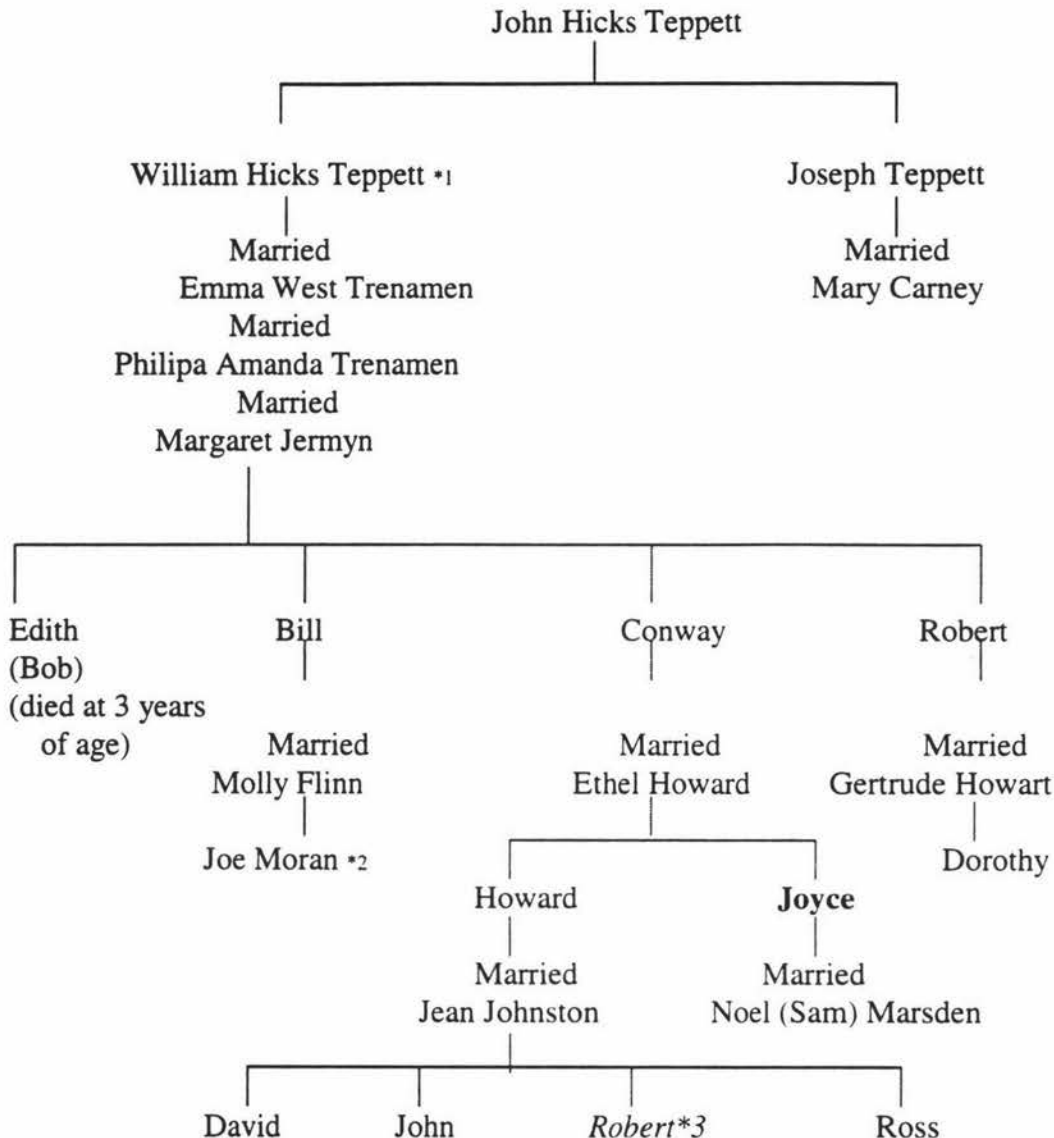 John Hicks Teppett
William Hicks Teppett *1
Joseph Teppett
Married
Emma West Trenamen
Married
Philipa Amanda Trenamen
Married
Margaret Jermyn
Married
Mary Carney
Edith
(Bob)
(died at 3 years
of age)
Bill
Married
Molly Flinn
Joe Moran *2
Conway
Married
Ethel Howard
Robert
Married
Gertrude Howart
Dorothy
Howard
Married
Jean Johnston
Joyce
Married
Noel (Sam) Marsden
David
John
Robert*3
Ross